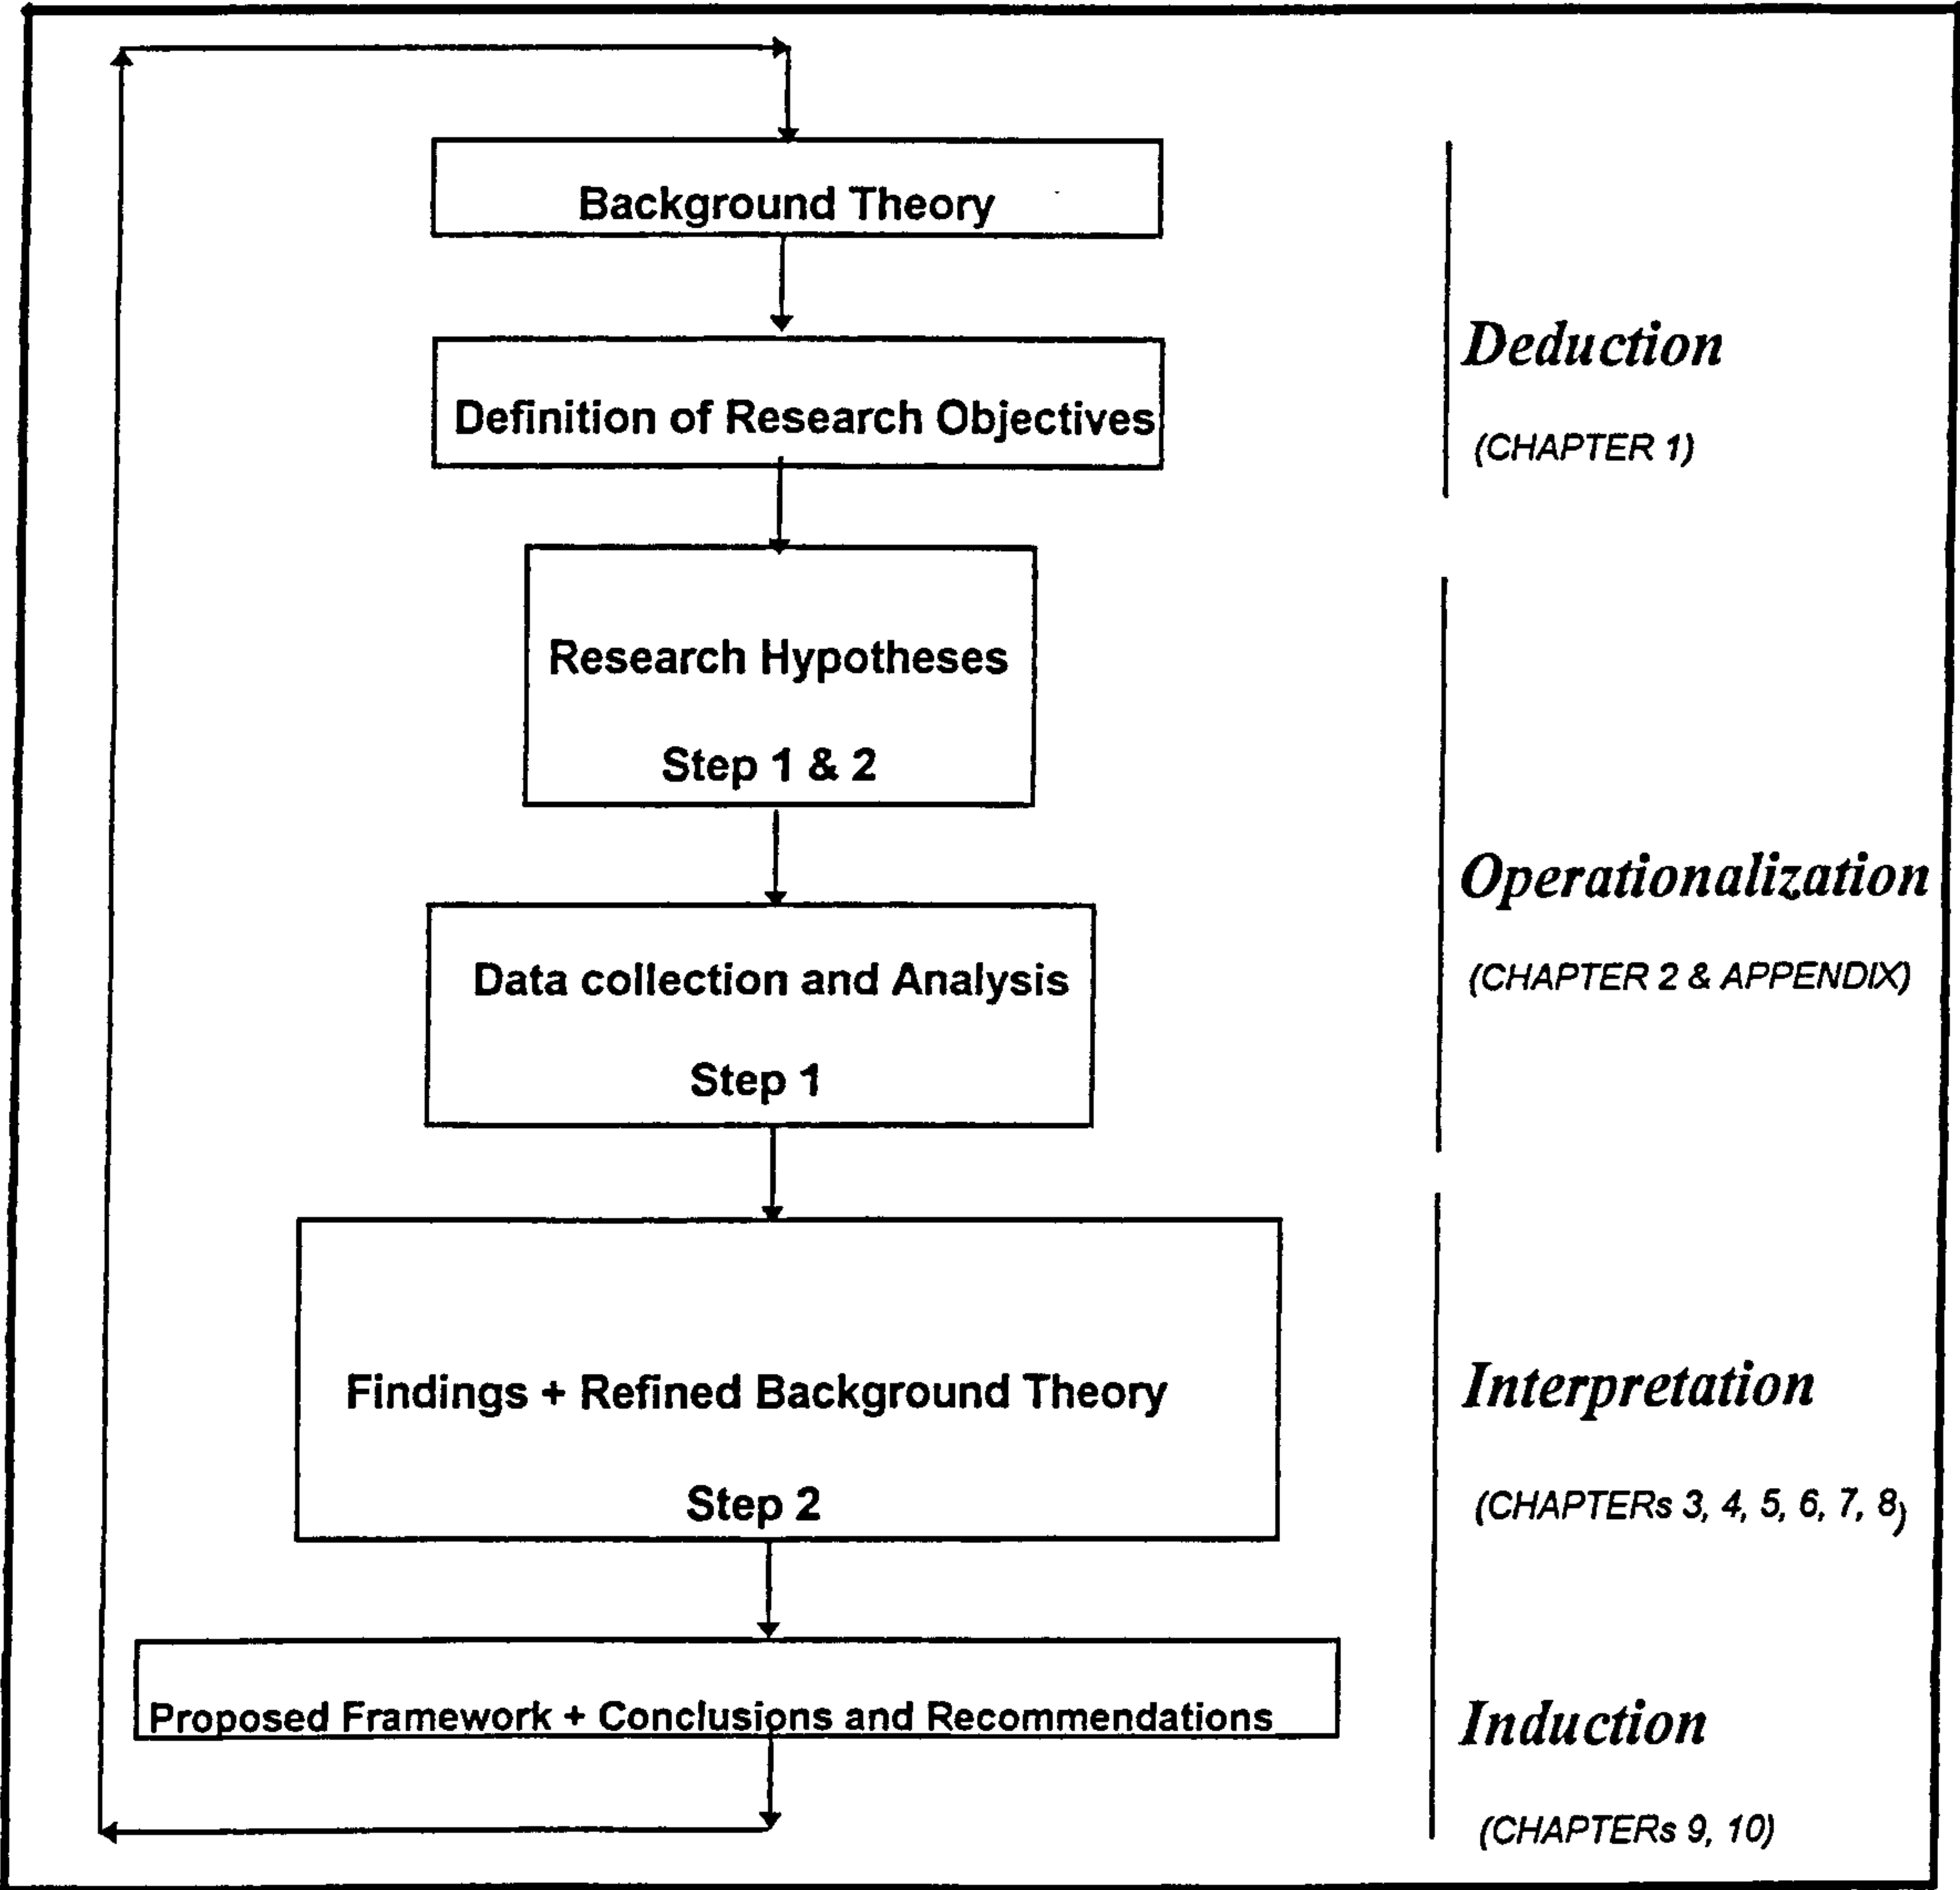 Background Theory
Definition of Research Objectives
Deduction
(CHAPTER 1)
Research Hypotheses
Step 1 & 2
Data collection and Analysis
Step 1
Operationalization
(CHAPTER 2 & APPENDIX)
Findings + Refined Background Theory
Step 2
Interpretation
(CHAPTERs 3, 4, 5, 6, 7, 8)
Proposed Framework + Conclusions and Recommendations
Induction
(CHAPTERs 9, 10)